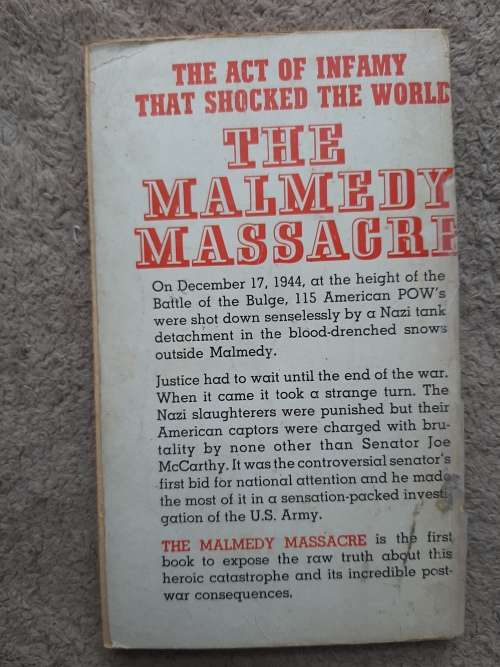 THE ACT OF INFAMY
THAT SHOCKED THE WORLD
THE
MALMEDY
MASSACRE
On December 17, 1944, at the height of the
Battle of the Bulge, 115 American POW's
were shot down senselessly by a Nazi tank
detachment in the blood-drenched snows
outside Malmedy.
Justice had to wait until the end of the war.
When it came it took a strange turn. The
Nazi slaughterers were punished but their
American captors were charged with bru-
tality by none other than Senator Joe
McCarthy. It was the controversial senator's
first bid for national attention and he made
the most of it in a sensation-packed investi-
gation of the U.S. Army.
THE MALMEDY MASSACRE is the first
book to expose the raw truth about this
heroic catastrophe and its incredible post-
war consequences.